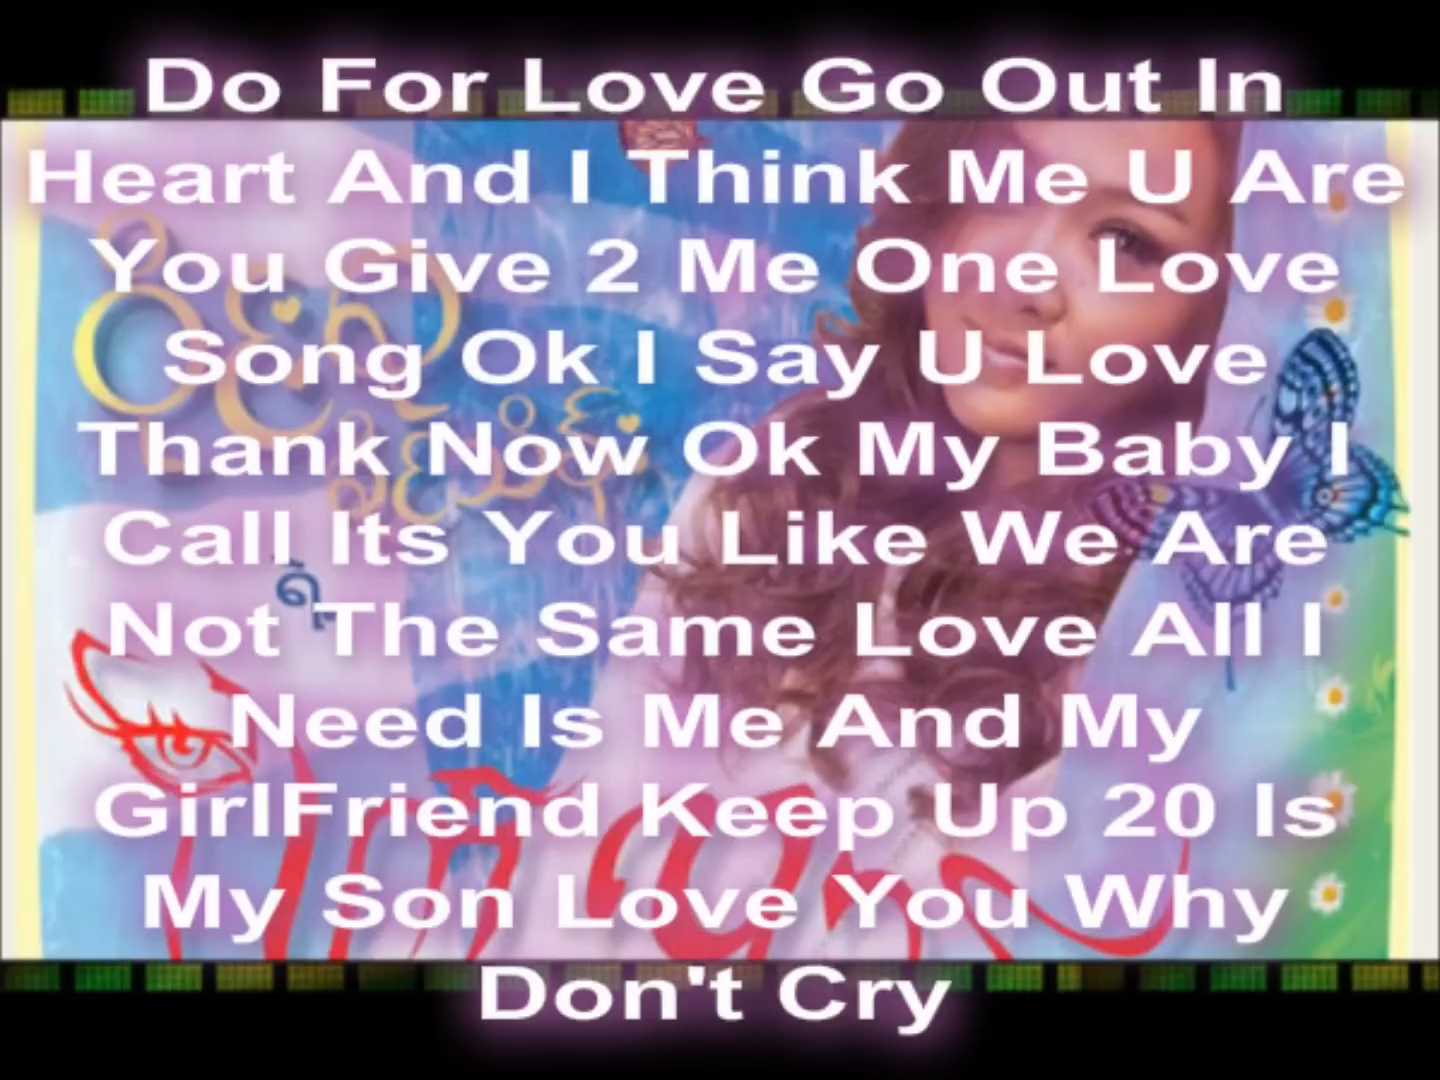 Do For Love Go Out In
Heart And I Think Me U Are
You Give 2 Me One Love
Song Ok I Say U Love
Thank Now Ok My Baby I
Call Its You Like We Are
Not The Same Love All I
Need Is Me And My
GirlFriend Keep Up 20 Is
My Son Love You Why
Don't Cry